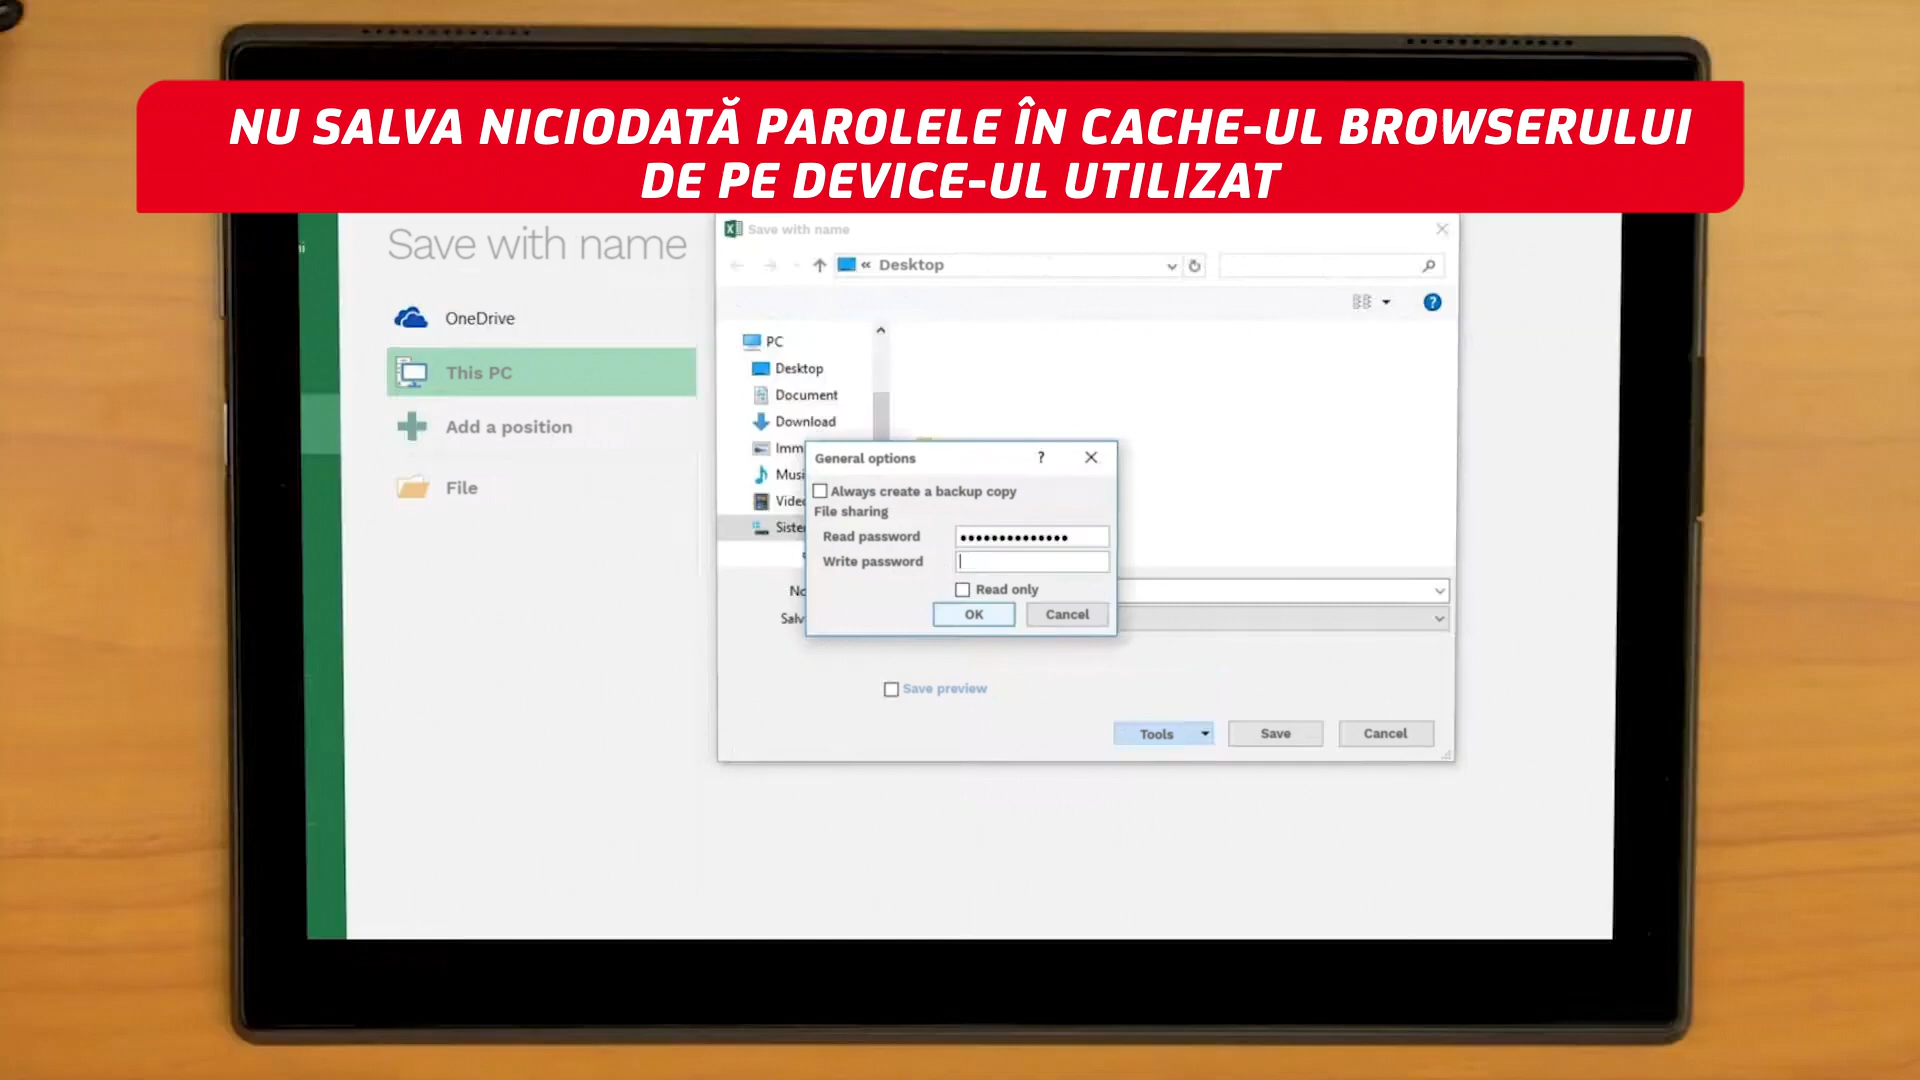 NU SALVA NICIODATĂ PAROLELE ÎN CACHE-UL BROWSERULUI
DE PE DEVICE-UL UTILIZAT
Save with name
OneDrive
This PC
Add a position
File
Save with name
« Desktop
PC
Desktop
Document
Download
General options
Always create a backup copy
File sharing
Read password
Write password
Read only
OK
Cancel
Save preview
Tools
Save
Cancel